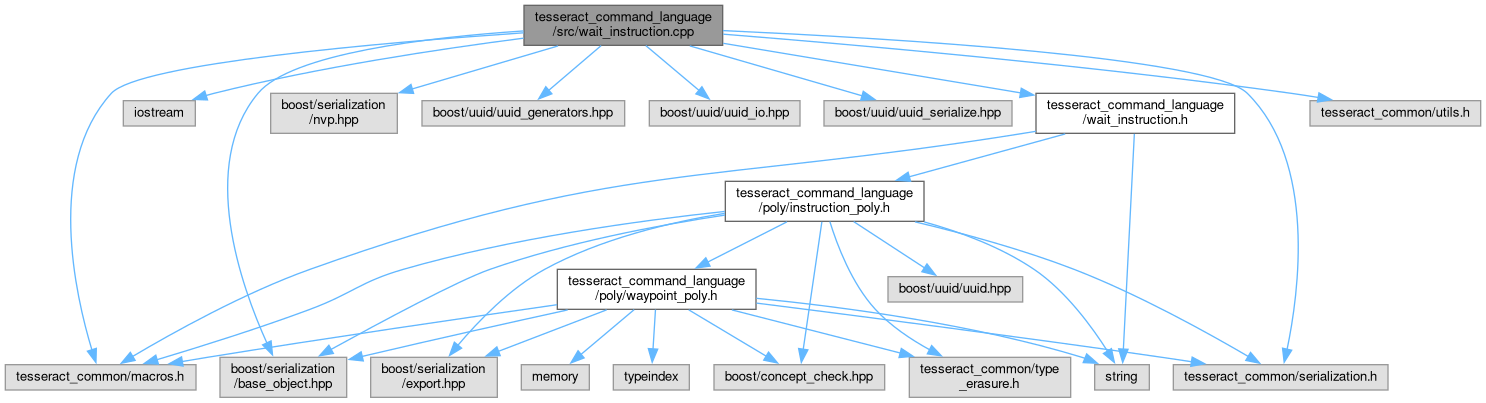 tesseract_command_language
/src/wait_instruction.cpp
iostream
boost/serialization
/nvp.hpp
boost/uuid/uuid_generators.hpp
boost/uuid/uuid_io.hpp
boost/uuid/uuid_serialize.hpp
tesseract_command_language
/wait_instruction.h
tesseract_common/utils.h
tesseract_command_language
/poly/instruction_poly.h
tesseract_command_language
/poly/waypoint_poly.h
boost/uuid/uuid.hpp
tesseract_common/macros.h
boost/serialization
/base_object.hpp
boost/serialization
/export.hpp
memory
typeindex
boost/concept_check.hpp
tesseract_common/type
_erasure.h
string
tesseract_common/serialization.h